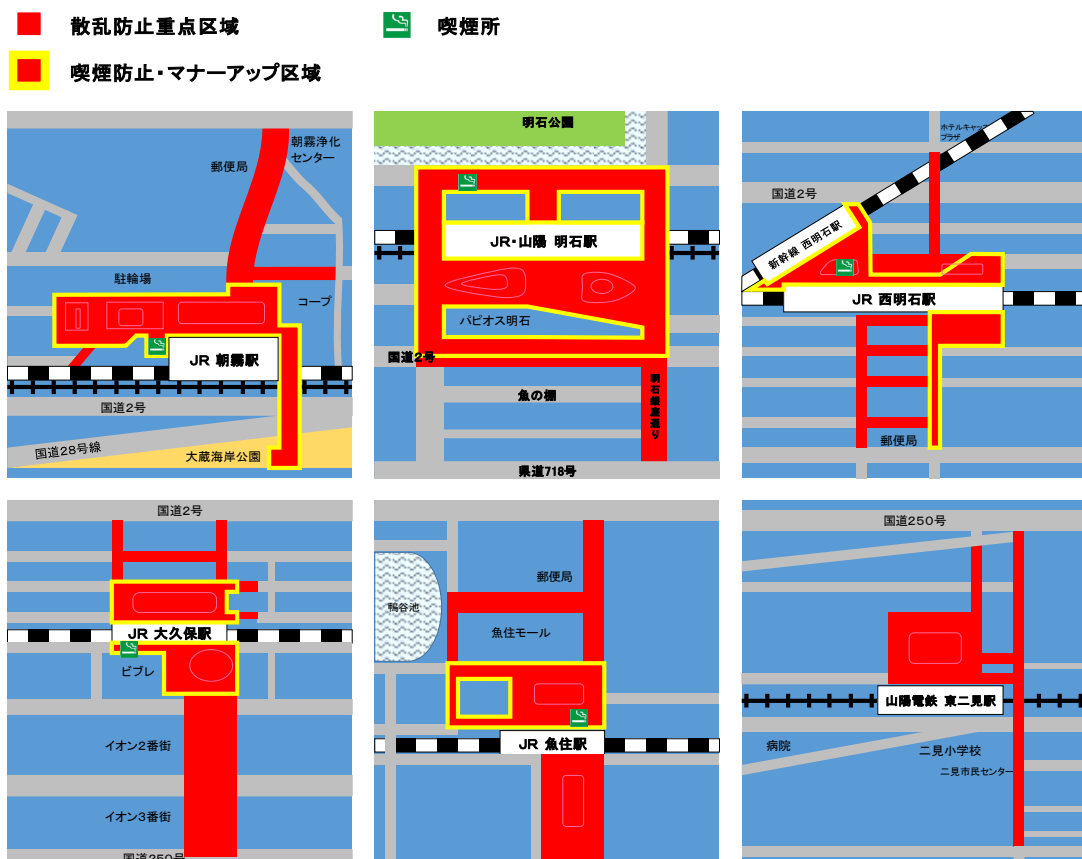 散乱防止重点区域
喫煙所
喫煙防止・マナーアップ区域
朝霧浄化
センター
郵便局
駐輪場
コープ
JR 朝霧駅
国道2号
国道28号線
大蔵海岸公園
明石公園
JR・山陽 明石駅
パピオス明石
国道2号
魚の棚
明石銀座通り
県道718号
ホテルキャッスル
プラザ
国道2号
新幹線 西明石駅
JR 西明石駅
郵便局
国道2号
JR 大久保駅
ビブレ
イオン2番街
イオン3番街
国道250号
郵便局
鴨谷池
魚住モール
JR 魚住駅
国道250号
山陽電鉄 東二見駅
病院
二見小学校
二見市民センター